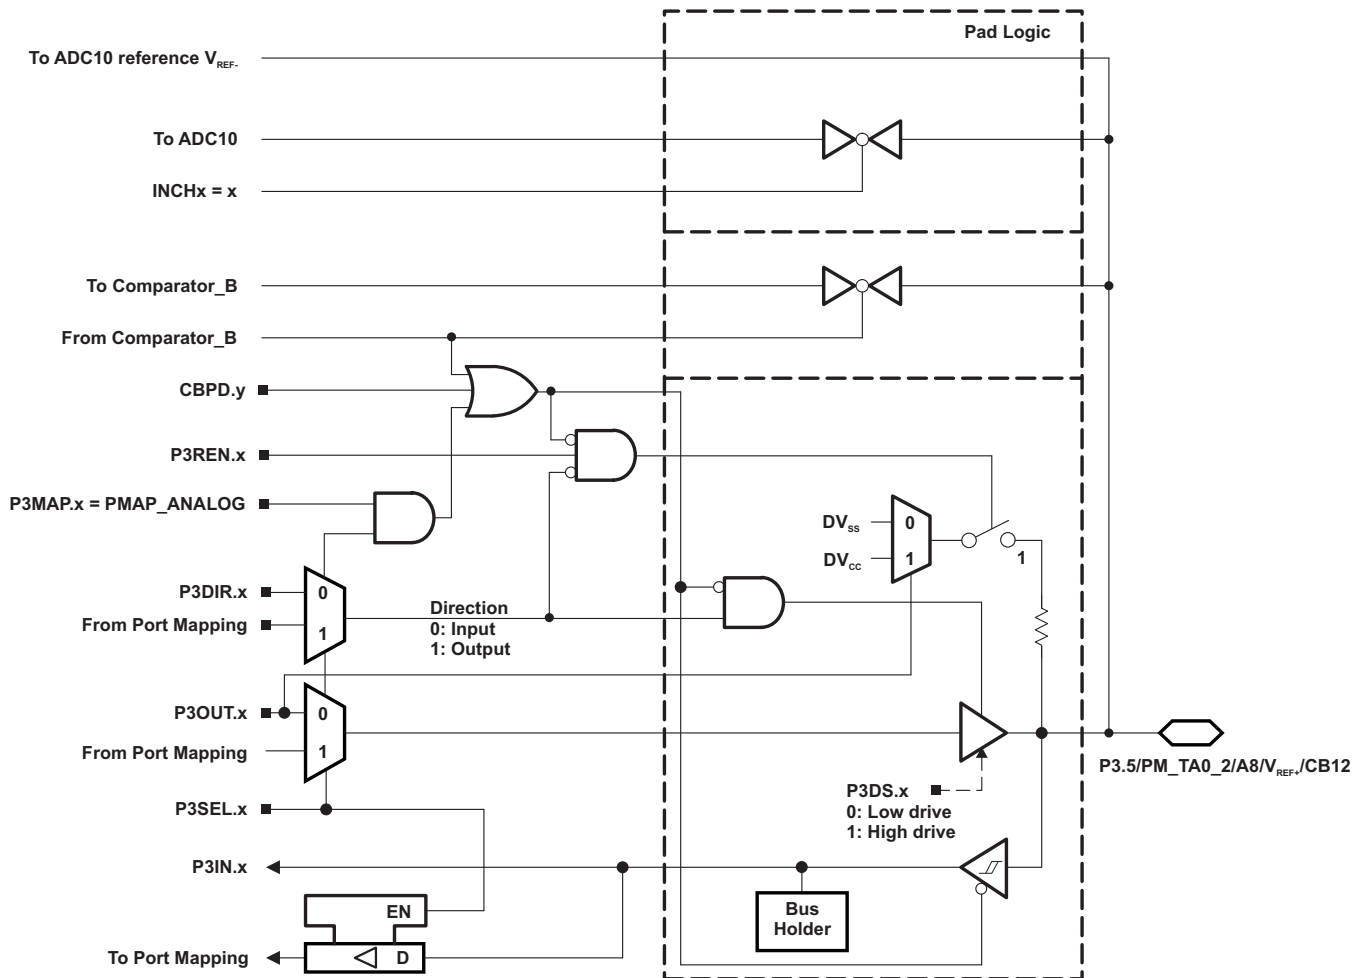 Pad Logic
To ADC10 reference VREF-
To ADC10
INCHx = x
To Comparator_B
From Comparator_B
CBPD.y
P3REN.x
P3MAP.x = PMAP_ANALOG
DVSS
0
DVCC
1
1
P3DIR.x
0
From Port Mapping
1
Direction
0: Input
1: Output
P3OUT.x
0
From Port Mapping
1
P3.5/PM_TA0_2/A8/VREF+/CB12
P3DS.x
0: Low drive
1: High drive
P3SEL.x
P3IN.x
EN
Bus
Holder
To Port Mapping
D